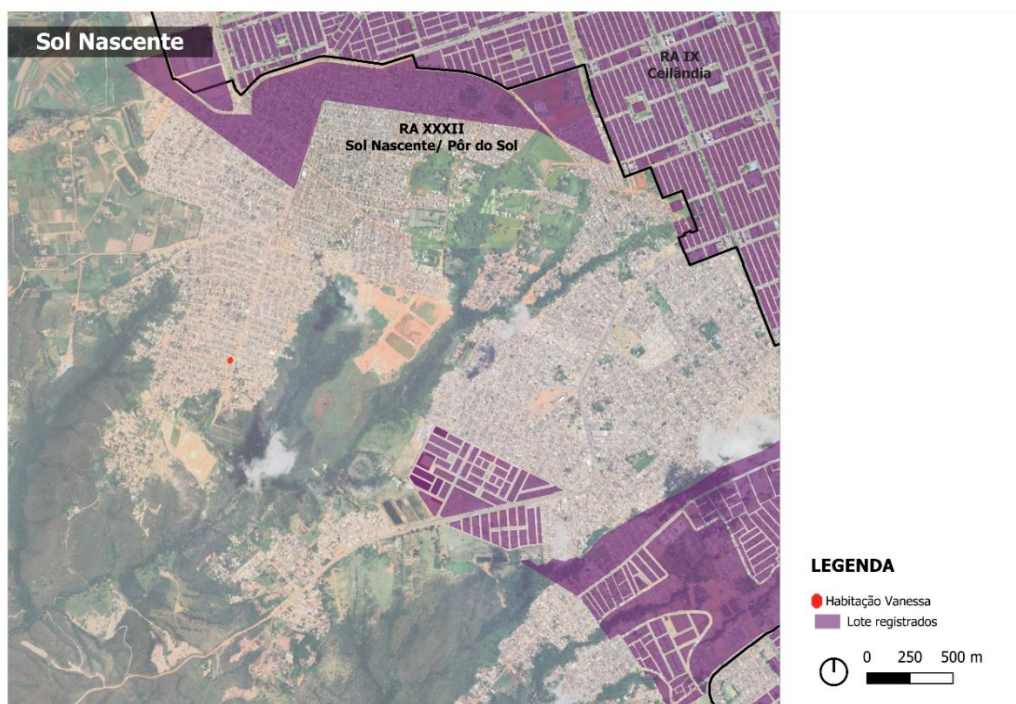 Sol Nascente
RA IX
Ceilândia
RA XXXII
Sol Nascente/ Pôr do Sol
LEGENDA
Habitação Vanessa
Lote registrados
0 250 500 m